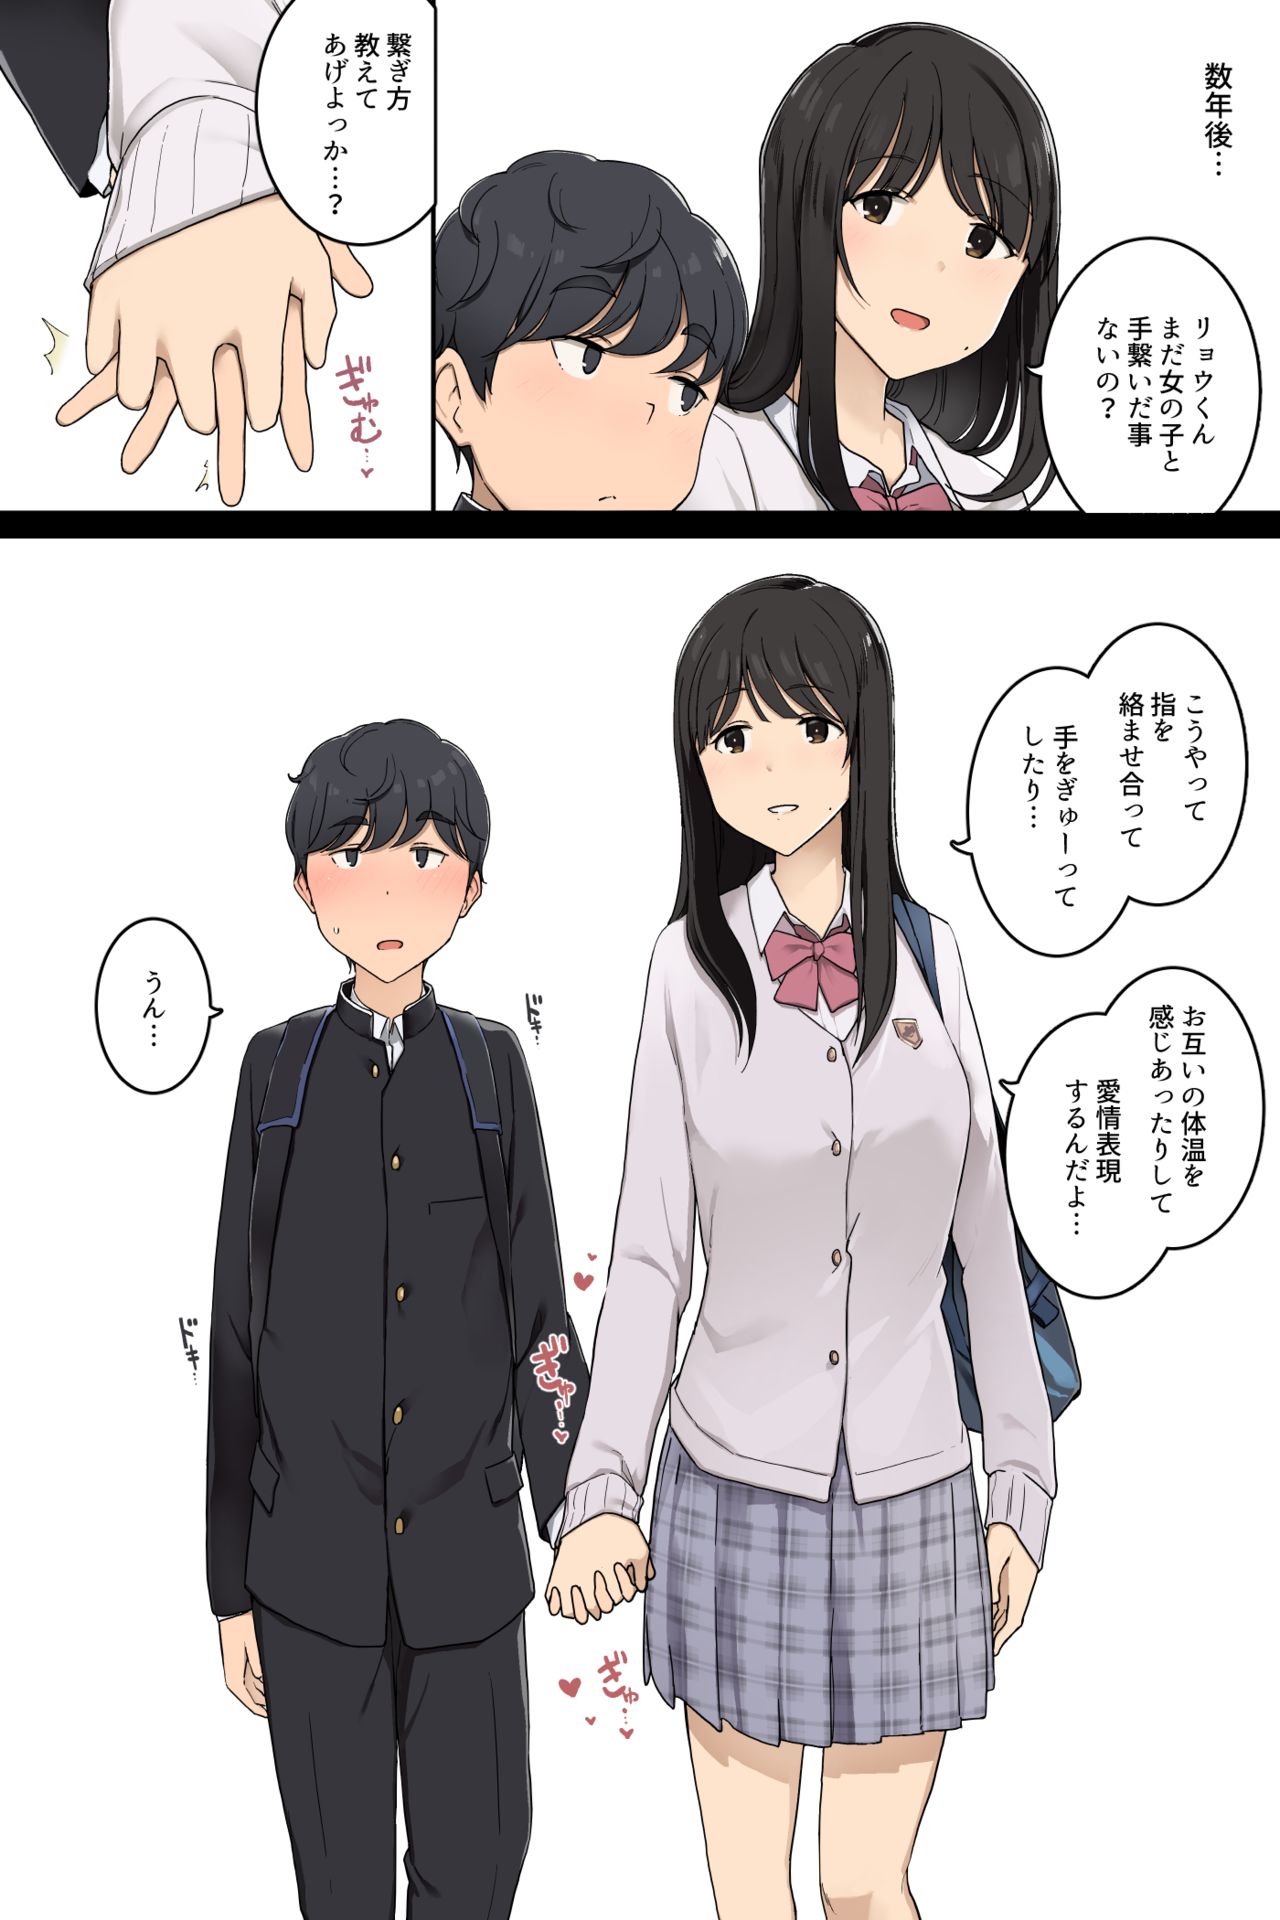 数年後…
リョウくん
まだ女の子と
手繋いだ事
ないの?
繋ぎ方
教えて
あげよっか…?
ぎゅむ…♥
こうやって
指を
絡ませ合って
手をぎゅーって
したり…
お互いの体温を
感じあったりして
愛情表現
するんだよ…
ドキ…
うん…
ドキ…
ぎゅ…♥
ぎゅ…♥